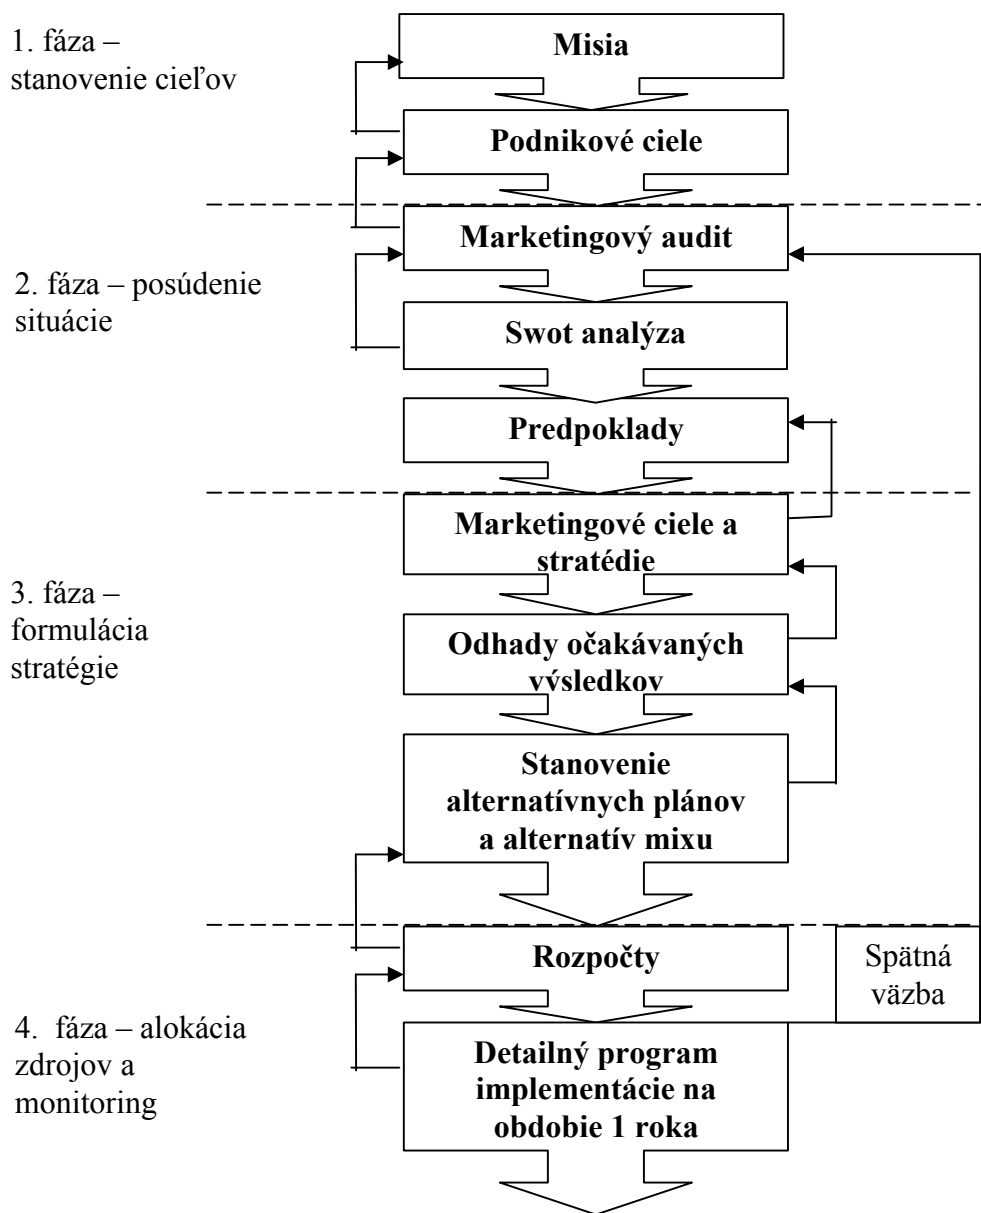 1. fáza –
stanovenie cieľov
Misia
Podnikové ciele
Marketingový audit
2. fáza – posúdenie
situácie
Swot analýza
Predpoklady
Marketingové ciele a
stratédie
3. fáza –
formulácia
stratégie
Odhady očakávaných
výsledkov
Stanovenie
alternatívnych plánov
a alternatív mixu
Rozpočty
Spätná
väzba
4. fáza – alokácia
zdrojov a
monitoring
Detailný program
implementácie na
obdobie 1 roka